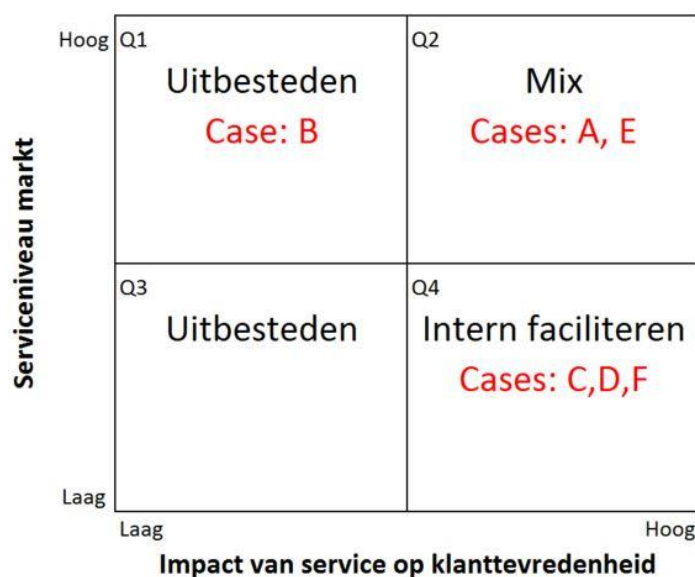 Hoog
Q1
Uitbesteden
Case: B
Q2
Mix
Cases: A, E
Serviceniveau markt
Q3
Uitbesteden
Q4
Intern faciliteren
Cases: C,D,F
Laag
Laag
Hoog
Impact van service op klanttevredenheid